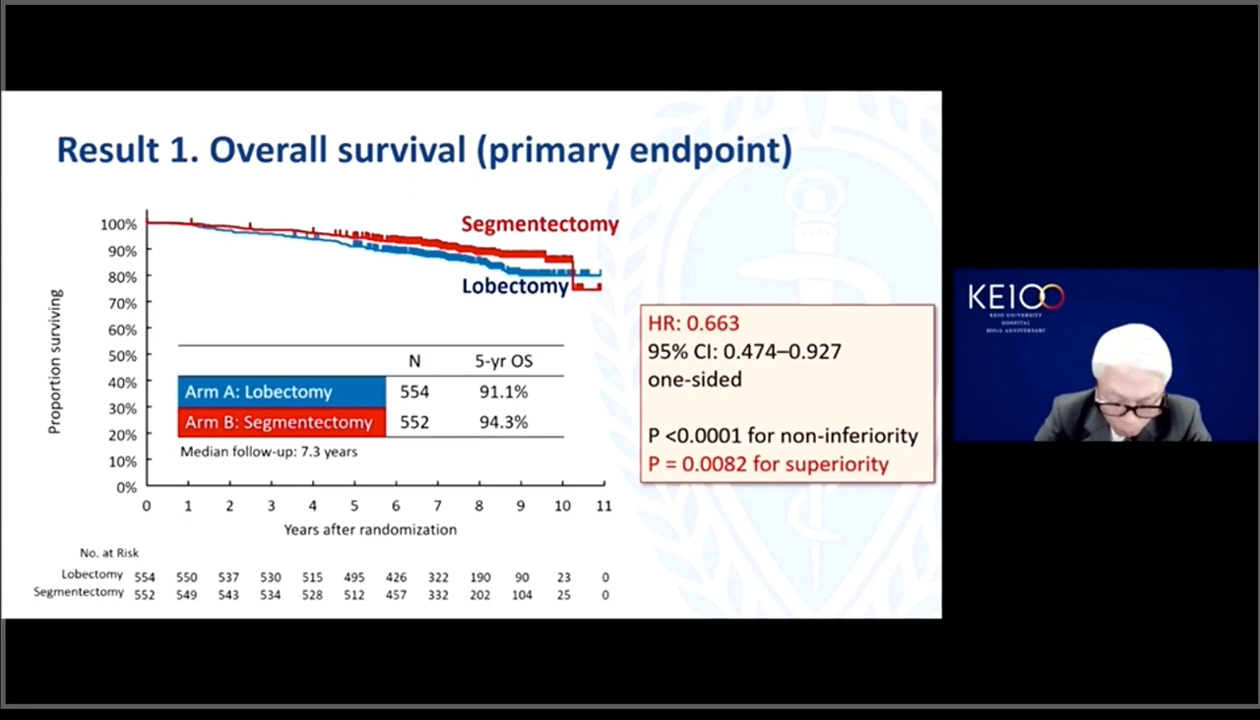 Result 1. Overall survival (primary endpoint)
100%
90%
80%
70%
60%
50%
40%
30%
20%
10%
0%
Proportion surviving
Segmentectomy
Lobectomy
N 5-yr OS
Arm A: Lobectomy 554 91.1%
Arm B: Segmentectomy 552 94.3%
Median follow-up: 7.3 years
0 1 2 3 4 5 6 7 8 9 10 11
Years after randomization
HR: 0.663
95% CI: 0.474–0.927
one-sided
P <0.0001 for non-inferiority
P = 0.0082 for superiority
No. at Risk
Lobectomy 554 550 537 530 515 495 426 322 190 90 23 0
Segmentectomy 552 549 543 534 528 512 457 332 202 104 25 0
KEIOO
KEIO UNIVERSITY
HOSPITAL
100th ANNIVERSARY